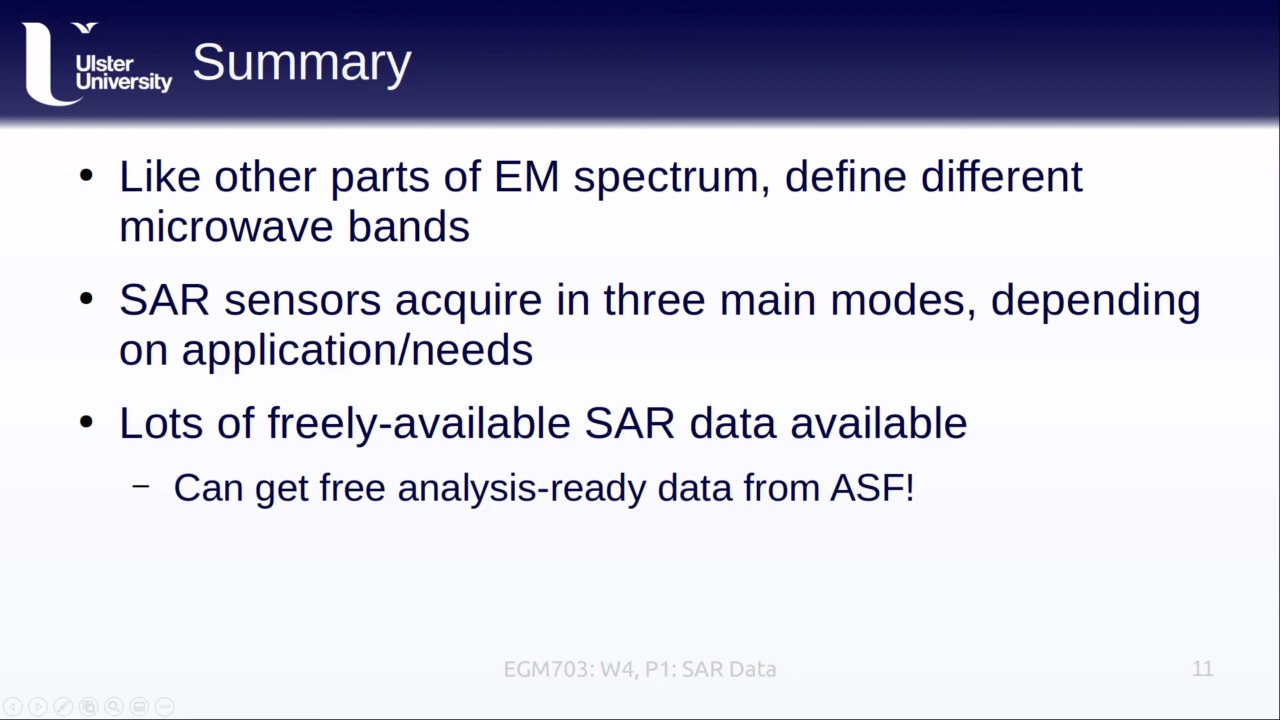 Ulster
University
Summary
• Like other parts of EM spectrum, define different
microwave bands
• SAR sensors acquire in three main modes, depending
on application/needs
• Lots of freely-available SAR data available
– Can get free analysis-ready data from ASF!
EGM703: W4, P1: SAR Data
11